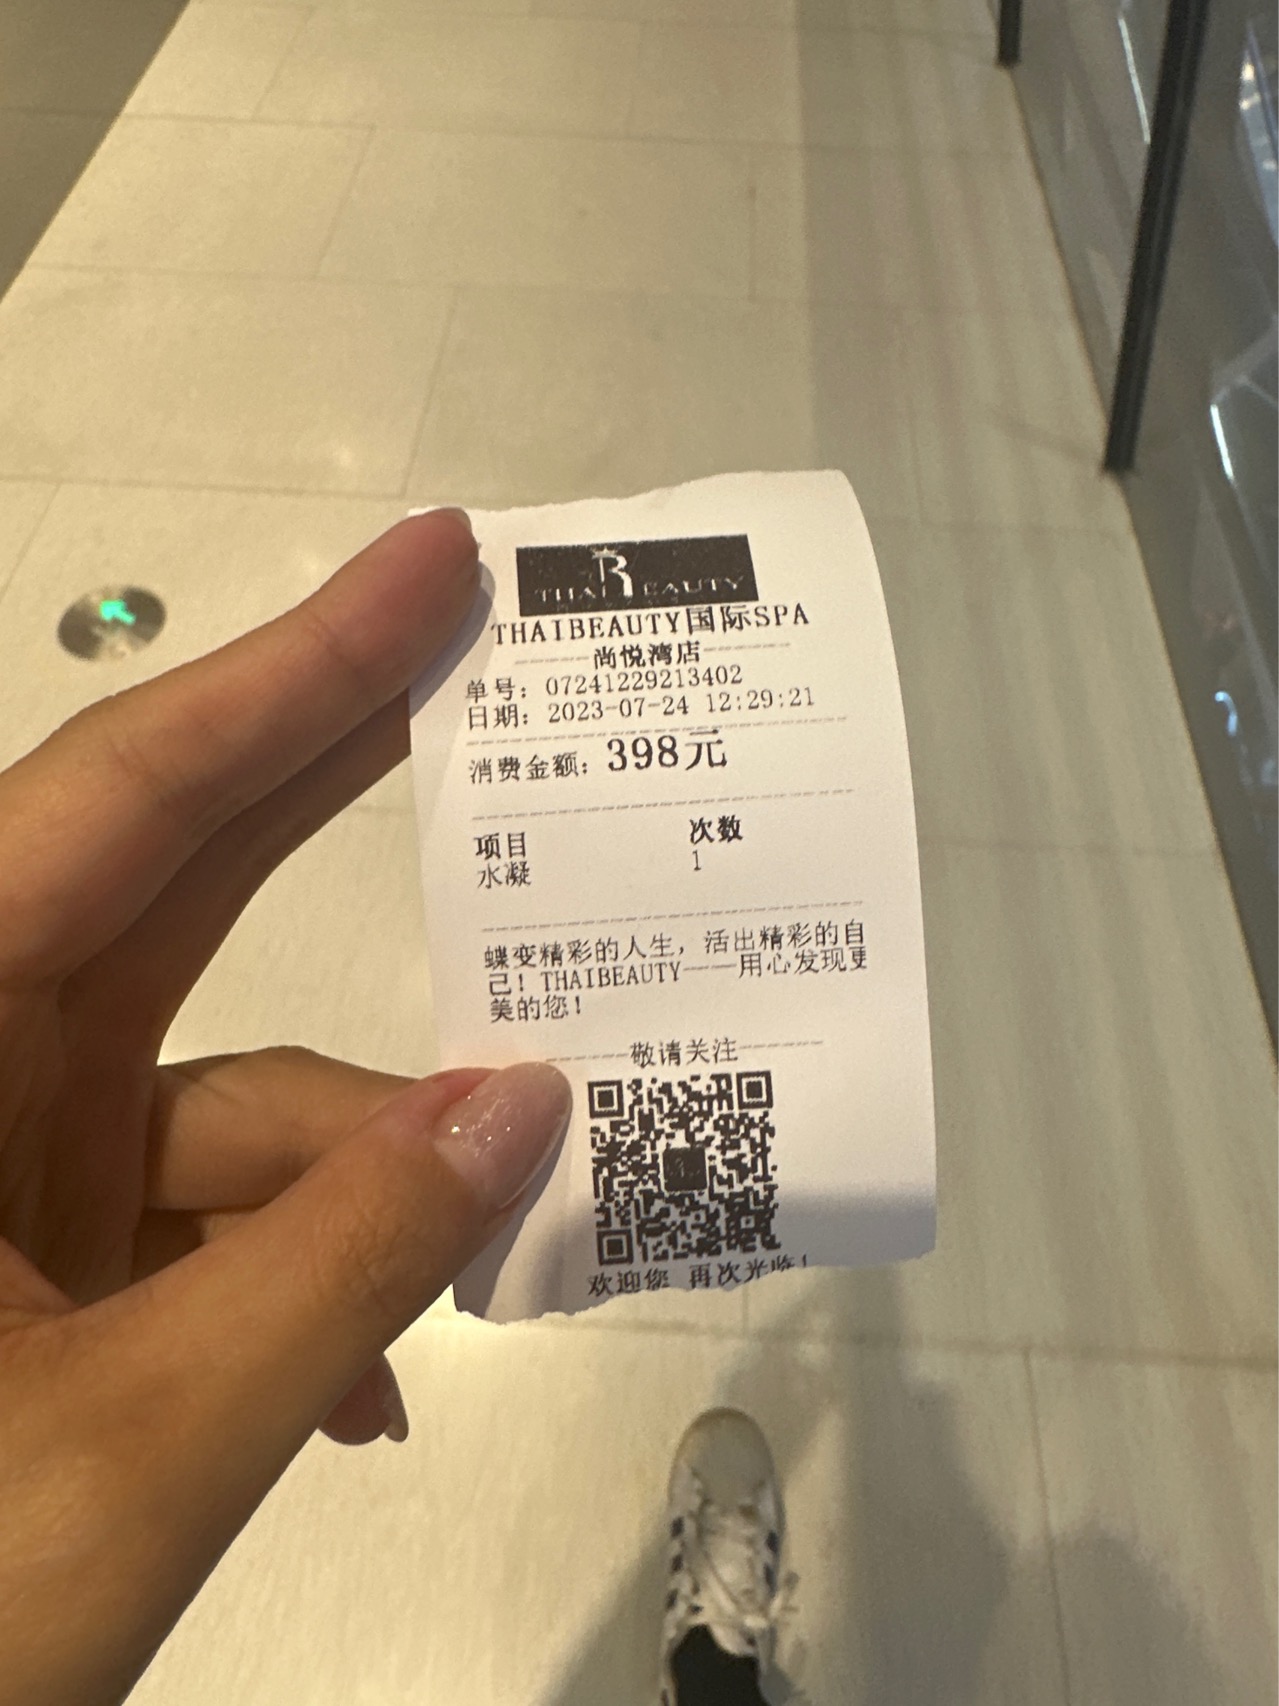 THAI BEAUTY
THAIBEAUTY国际SPA
尚悦湾店
单号：07241229213402
日期：2023-07-24 12:29:21
消费金额：398元
项目 次数
水凝 1
蝶变精彩的人生，活出精彩的自
己！THAIBEAUTY——用心发现更
美的您！
敬请关注
欢迎您 再次光临！